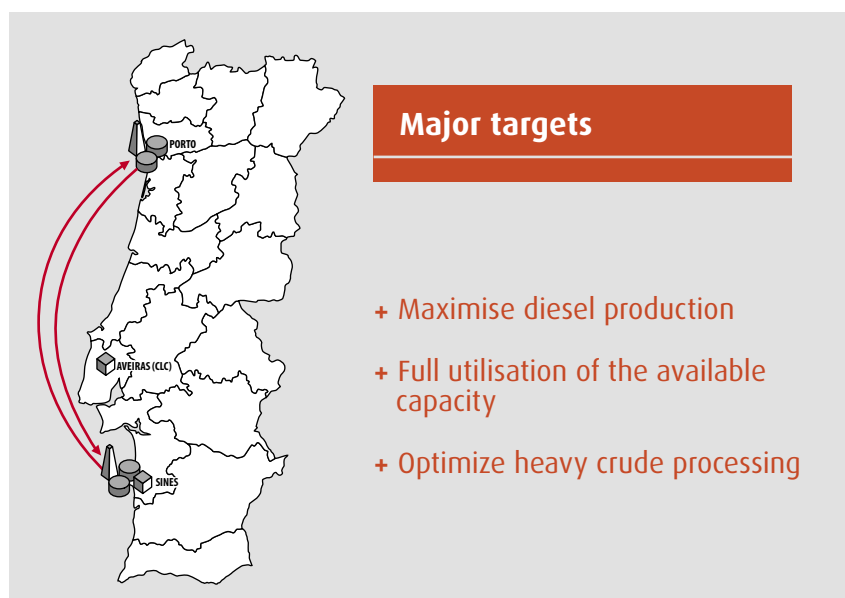 Major targets
PORTO
+ Maximise diesel production
AVEIRAS (CLC)
+ Full utilisation of the available
capacity
+ Optimize heavy crude processing
SINES